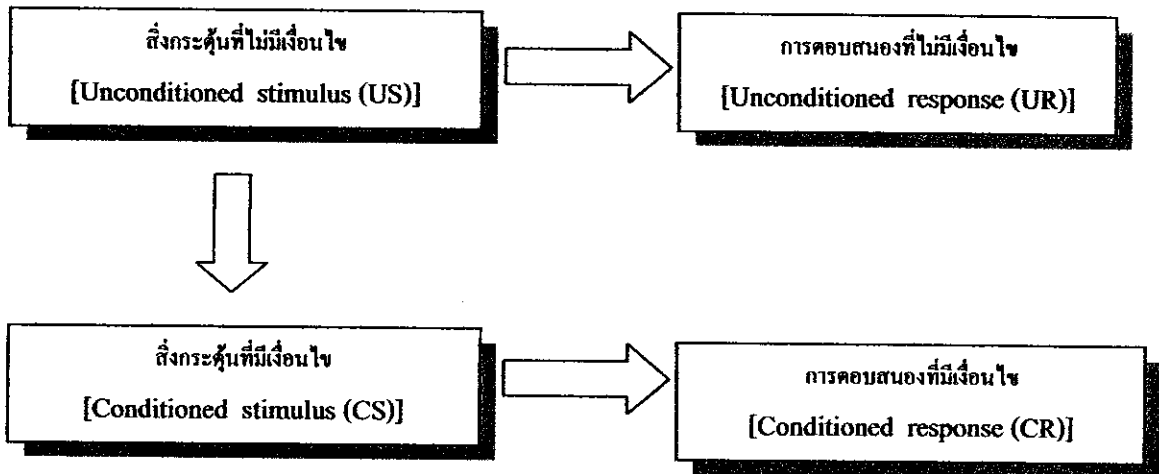 สิ่งกระตุ้นที่ไม่มีเงื่อนไข
[Unconditioned stimulus (US)]
การตอบสนองที่ไม่มีเงื่อนไข
[Unconditioned response (UR)]
สิ่งกระตุ้นที่มีเงื่อนไข
[Conditioned stimulus (CS)]
การตอบสนองที่มีเงื่อนไข
[Conditioned response (CR)]